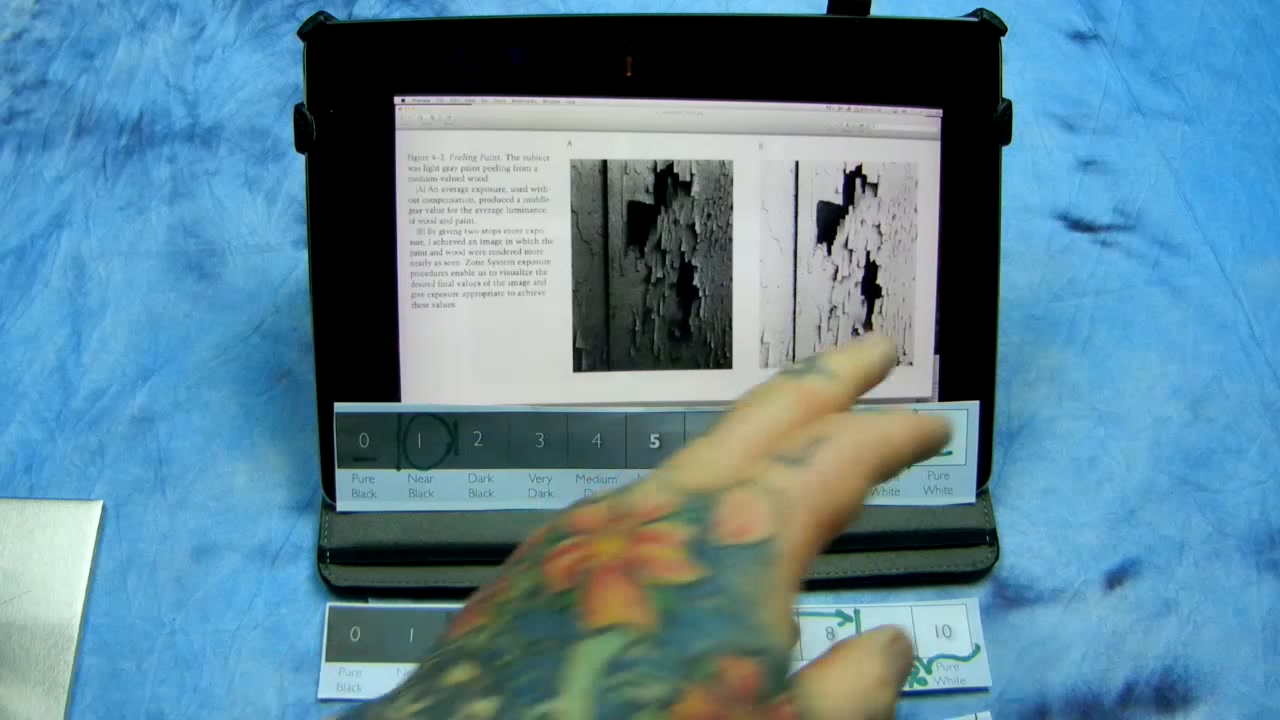 A
B
Figure 4–2. Peeling Paint. The subject
was light gray paint peeling from a
medium-valued wood.
(A) An average exposure, used with-
out compensation, produced a middle-
gray value for the average luminance
of wood and paint.
(B) By giving two stops more expo-
sure, I achieved an image in which the
paint and wood were rendered more
nearly as seen. Zone System exposure
procedures enable us to visualize the
desired final values of the image and
give exposure appropriate to achieve
these values.
0 1 2 3 4 5
Pure Near Dark Very Medium White Pure
Black Black Black Dark White
0 1 8 10
Pure Pure
Black White